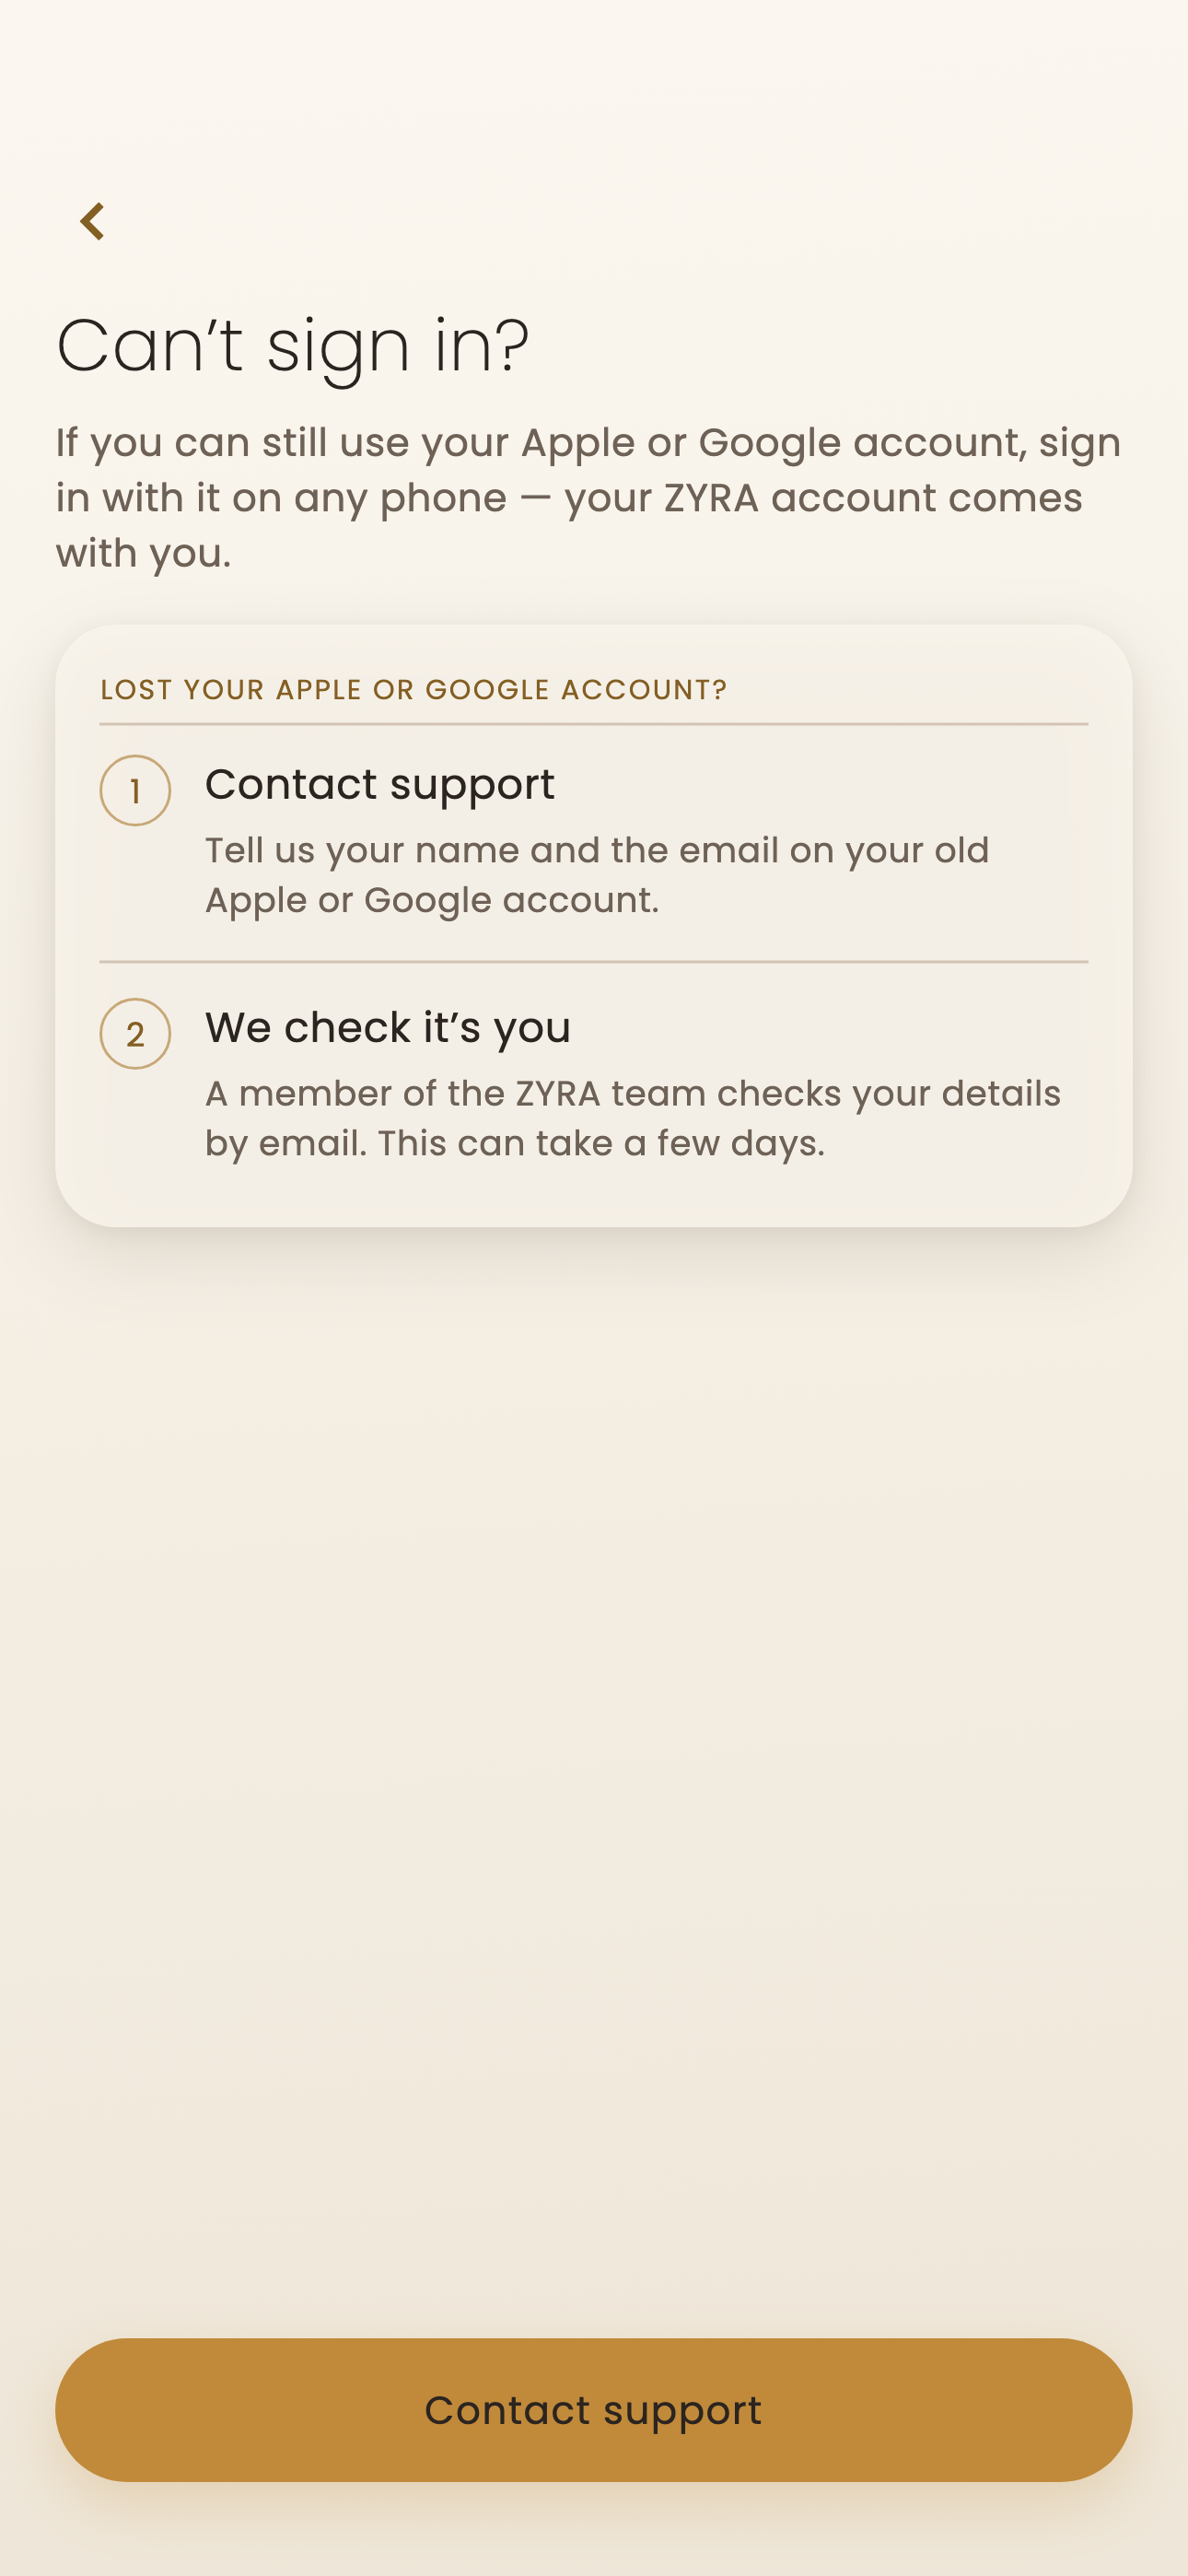 Can’t sign in?
If you can still use your Apple or Google account, sign
in with it on any phone — your ZYRA account comes
with you.
LOST YOUR APPLE OR GOOGLE ACCOUNT?
1
Contact support
Tell us your name and the email on your old
Apple or Google account.
2
We check it’s you
A member of the ZYRA team checks your details
by email. This can take a few days.
Contact support